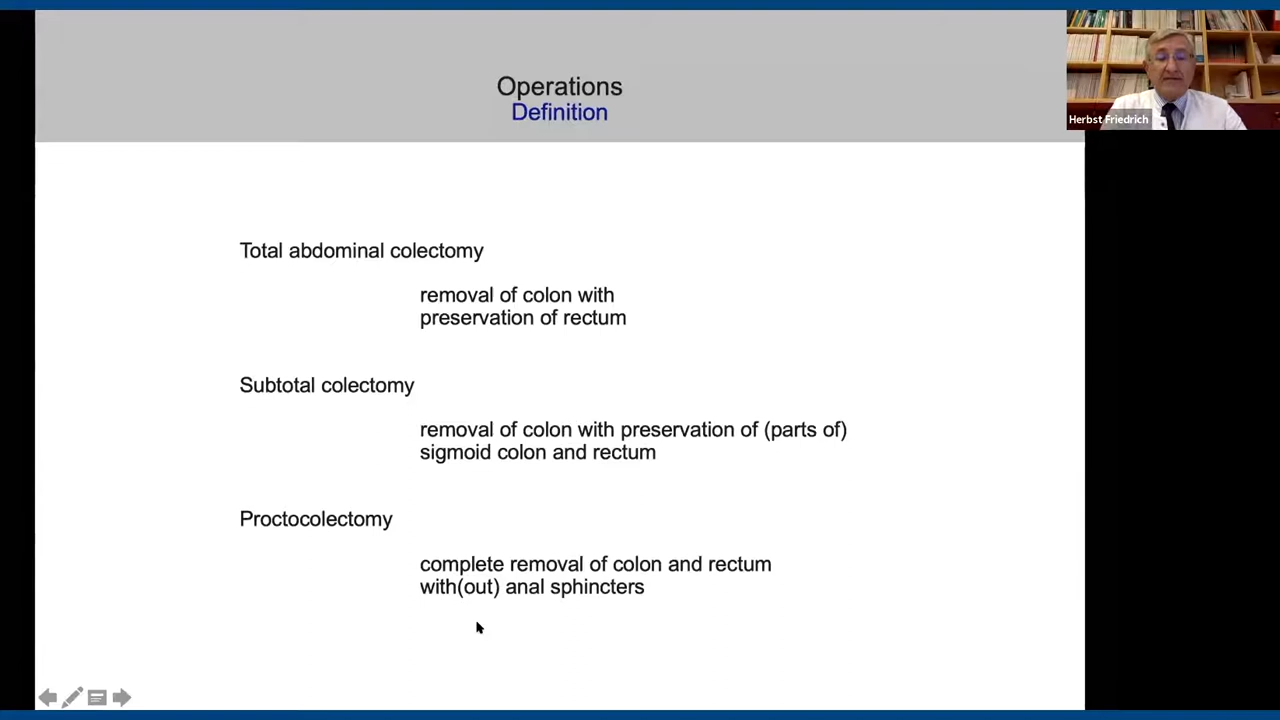 Operations
Definition
Herbst Friedrich
Total abdominal colectomy
removal of colon with
preservation of rectum
Subtotal colectomy
removal of colon with preservation of (parts of)
sigmoid colon and rectum
Proctocolectomy
complete removal of colon and rectum
with(out) anal sphincters